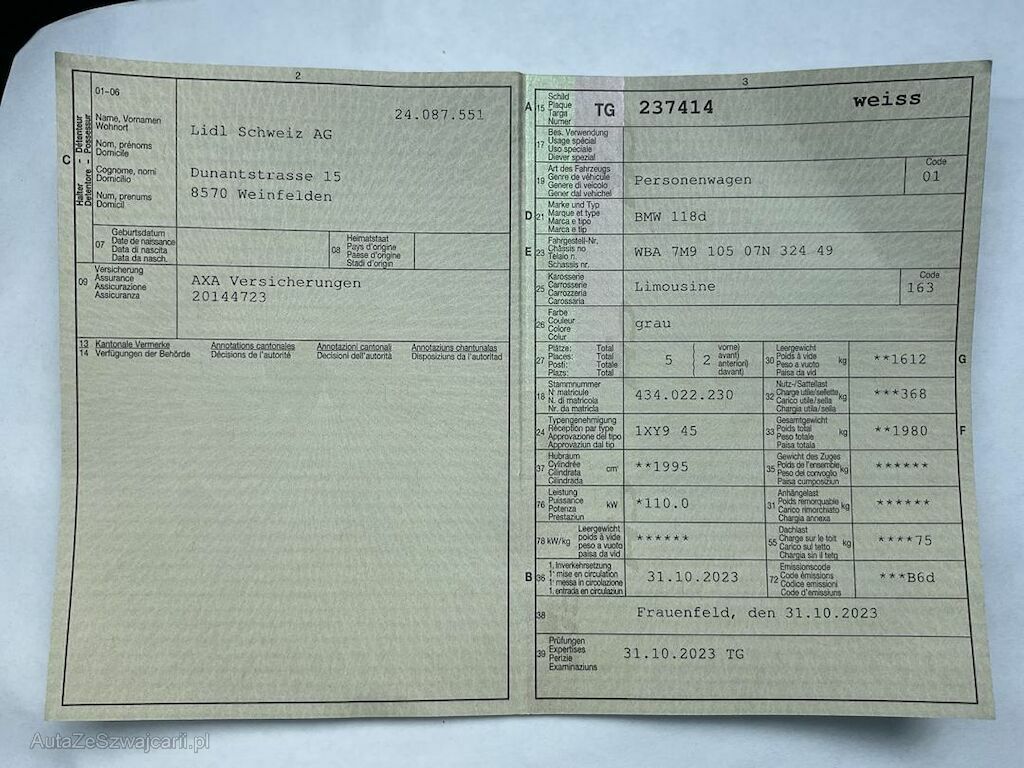 2
01-06
Name, Vornamen
Wohnort
Nom, prénoms
Domicile
Cognome, nomi
Domicilio
Num, prenums
Domicil
C
Halter - Détenteur
Detentore - Possessur
24.087.551
Lidl Schweiz AG
Dunantstrasse 15
8570 Weinfelden
07
Geburtsdatum
Date de naissance
Data di nascita
Data da nasch.
08
Heimatstaat
Pays d'origine
Paese d'origine
Stadi d'origin
09
Versicherung
Assurance
Assicurazione
Assicuranza
AXA Versicherungen
20144723
13 Kantonale Vermerke Annotations cantonales Annotazioni cantonali Annotaziuns chantunalas
14 Verfügungen der Behörde Décisions de l'autorité Decisioni dell'autorità Disposiziuns da l'autoritad
3
A
15
Schild
Plaque
Targa
Numer
TG 237414 weiss
17
Bes. Verwendung
Usage spécial
Uso speciale
Diever spezial
19
Art des Fahrzeugs
Genre de véhicule
Genere di veicolo
Gener dal vehichel
Personenwagen
Code
01
D
21
Marke und Typ
Marque et type
Marca e tipo
Marca e tip
BMW 118d
E
23
Fahrgestell-Nr.
Châssis no
Telaio n.
Schassis nr.
WBA 7M9 105 07N 324 49
25
Karosserie
Carrosserie
Carrozzeria
Carossaria
Limousine
Code
163
26
Farbe
Couleur
Colore
Colur
grau
27
Plätze: Total
Places: Total
Posti: Totale
Plazs: Total
5 ( 2
vorne)
avant)
anteriori)
davant)
30
Leergewicht
Poids à vide
Peso a vuoto
Paisa da vid
kg
**1612
G
18
Stammnummer
N° matricule
N. di matricola
Nr. da matricla
434.022.230
32
Nutz-/Sattellast
Charge utile/sellette
Carico utile/sella
Chargia utila/sella
kg
***368
24
Typengenehmigung
Réception par type
Approvazione del tipo
Approvaziun dal tip
1XY9 45
33
Gesamtgewicht
Poids total
Peso totale
Paisa totala
kg
**1980
F
37
Hubraum
Cylindrée
Cilindrata
Cilindrada
cm³
**1995
35
Gewicht des Zuges
Poids de l'ensemble
Peso del convoglio
Paisa cumposiziun
kg
******
76
Leistung
Puissance
Potenza
Prestaziun
kW
*110.0
31
Anhängelast
Poids remorquable
Carico rimorchiato
Chargia annexa
kg
******
78 kW/kg
Leergewicht
poids à vide
peso a vuoto
paisa da vid
******
55
Dachlast
Charge sur le toit
Carico sul tetto
Chargia sin il tetg
kg
****75
B
36
1. Inverkehrsetzung
1re mise en circulation
1a messa in circolazione
1. entrada en circulaziun
31.10.2023
72
Emissionscode
Code émissions
Codice emissioni
Code d'emissiuns
***B6d
38
Frauenfeld, den 31.10.2023
39
Prüfungen
Expertises
Perizie
Examinaziuns
31.10.2023 TG
AutaZeSzwajcarii.pl